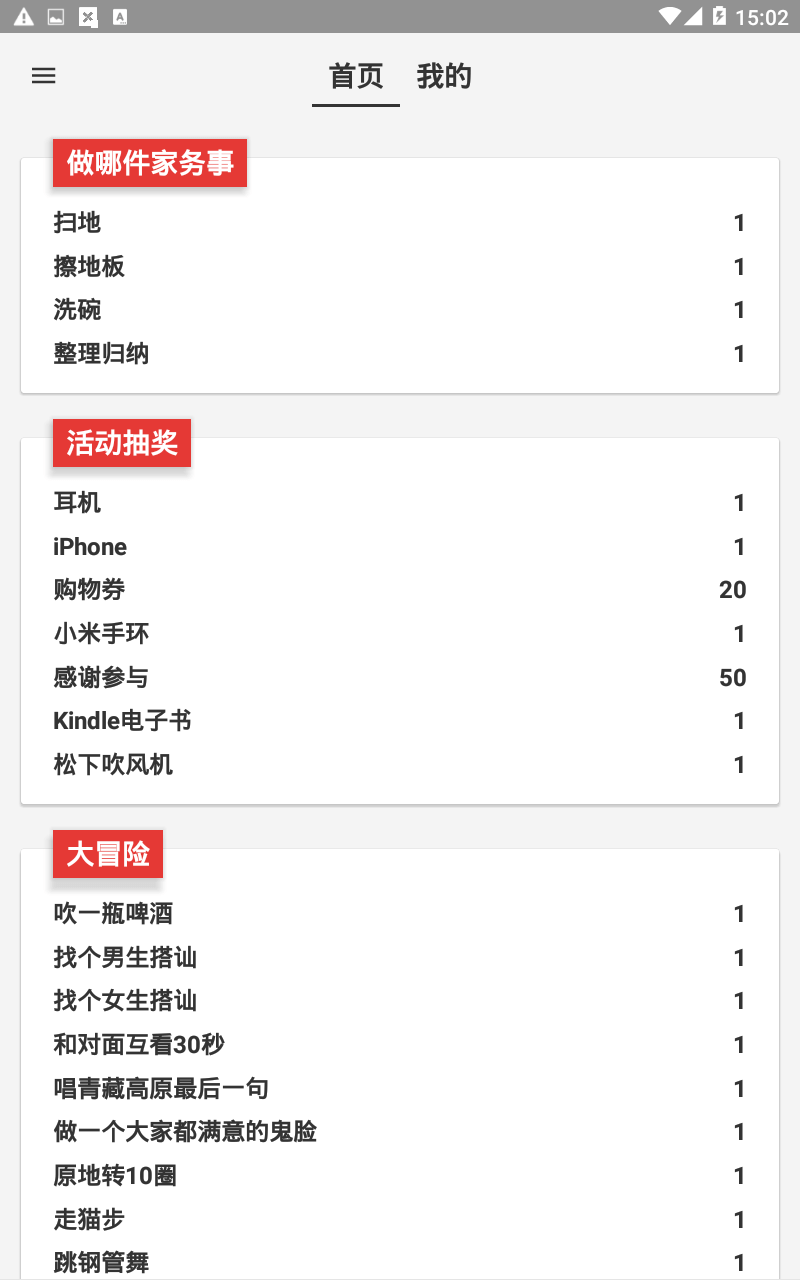 15:02
首页 我的
做哪件家务事
扫地 1
擦地板 1
洗碗 1
整理归纳 1
活动抽奖
耳机 1
iPhone 1
购物券 20
小米手环 1
感谢参与 50
Kindle电子书 1
松下吹风机 1
大冒险
吹一瓶啤酒 1
找个男生搭讪 1
找个女生搭讪 1
和对面互看30秒 1
唱青藏高原最后一句 1
做一个大家都满意的鬼脸 1
原地转10圈 1
走猫步 1
跳钢管舞 1